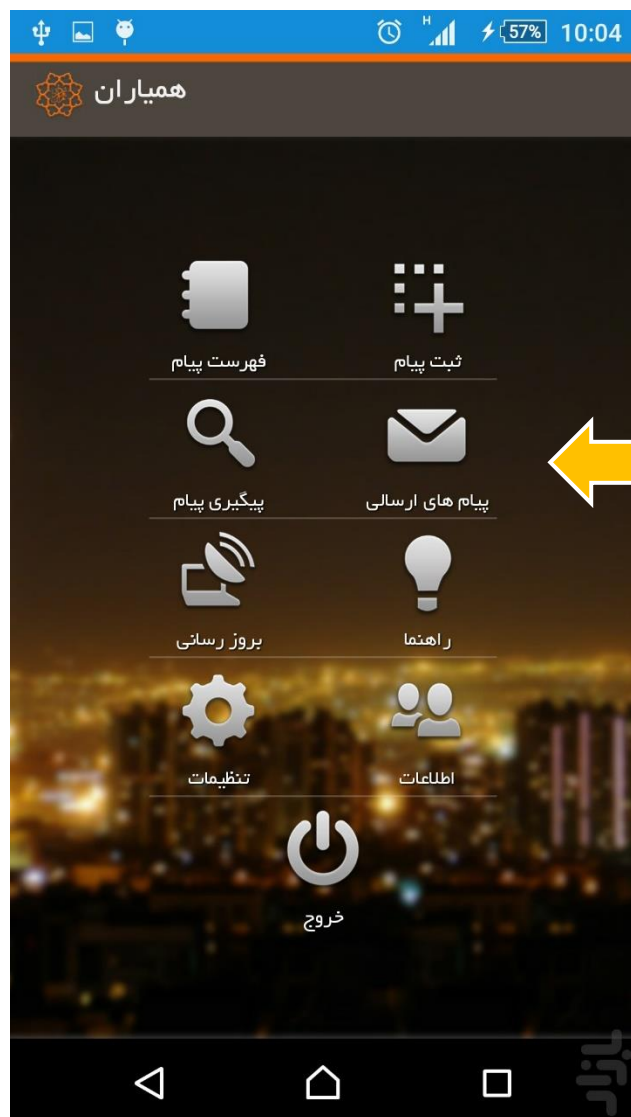 H 57% 10:04
همیاران
ثبت پیام فهرست پیام
پیام های ارسالی پیگیری پیام
راهنما بروز رسانی
اطلاعات تنظیمات
خروج
بازار